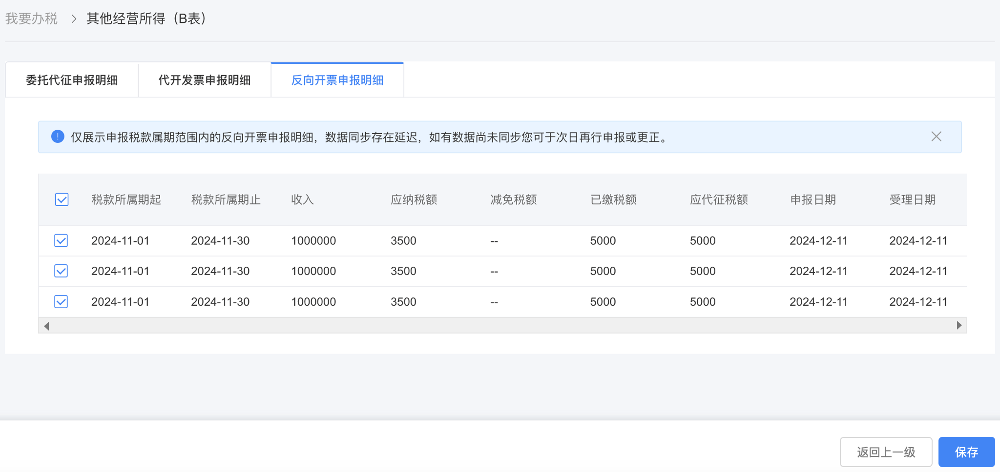 我要办税 > 其他经营所得（B表）
委托代征申报明细 代开发票申报明细 反向开票申报明细
仅展示申报税款属期范围内的反向开票申报明细，数据同步存在延迟，如有数据尚未同步您可于次日再行申报或更正。
税款所属期起 税款所属期止 收入 应纳税额 减免税额 已缴税额 应代征税额 申报日期 受理日期
2024-11-01 2024-11-30 1000000 3500 -- 5000 5000 2024-12-11 2024-12-11
2024-11-01 2024-11-30 1000000 3500 -- 5000 5000 2024-12-11 2024-12-11
2024-11-01 2024-11-30 1000000 3500 -- 5000 5000 2024-12-11 2024-12-11
返回上一级 保存